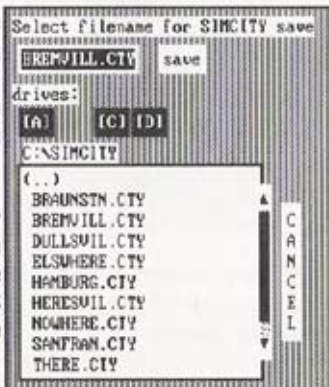 Select filename for SIMCITY save
BREMVILL.CTY save
drives:
[A] [C] [D]
C:\SIMCITY
(..)
BRAUNSTN.CTY
BREMVILL.CTY
DULLSVIL.CTY
ELSWHERE.CTY
HAMBURG.CTY
HERESVIL.CTY
NOWHERE.CTY
SANFRAN.CTY
THERE.CTY
CANCEL